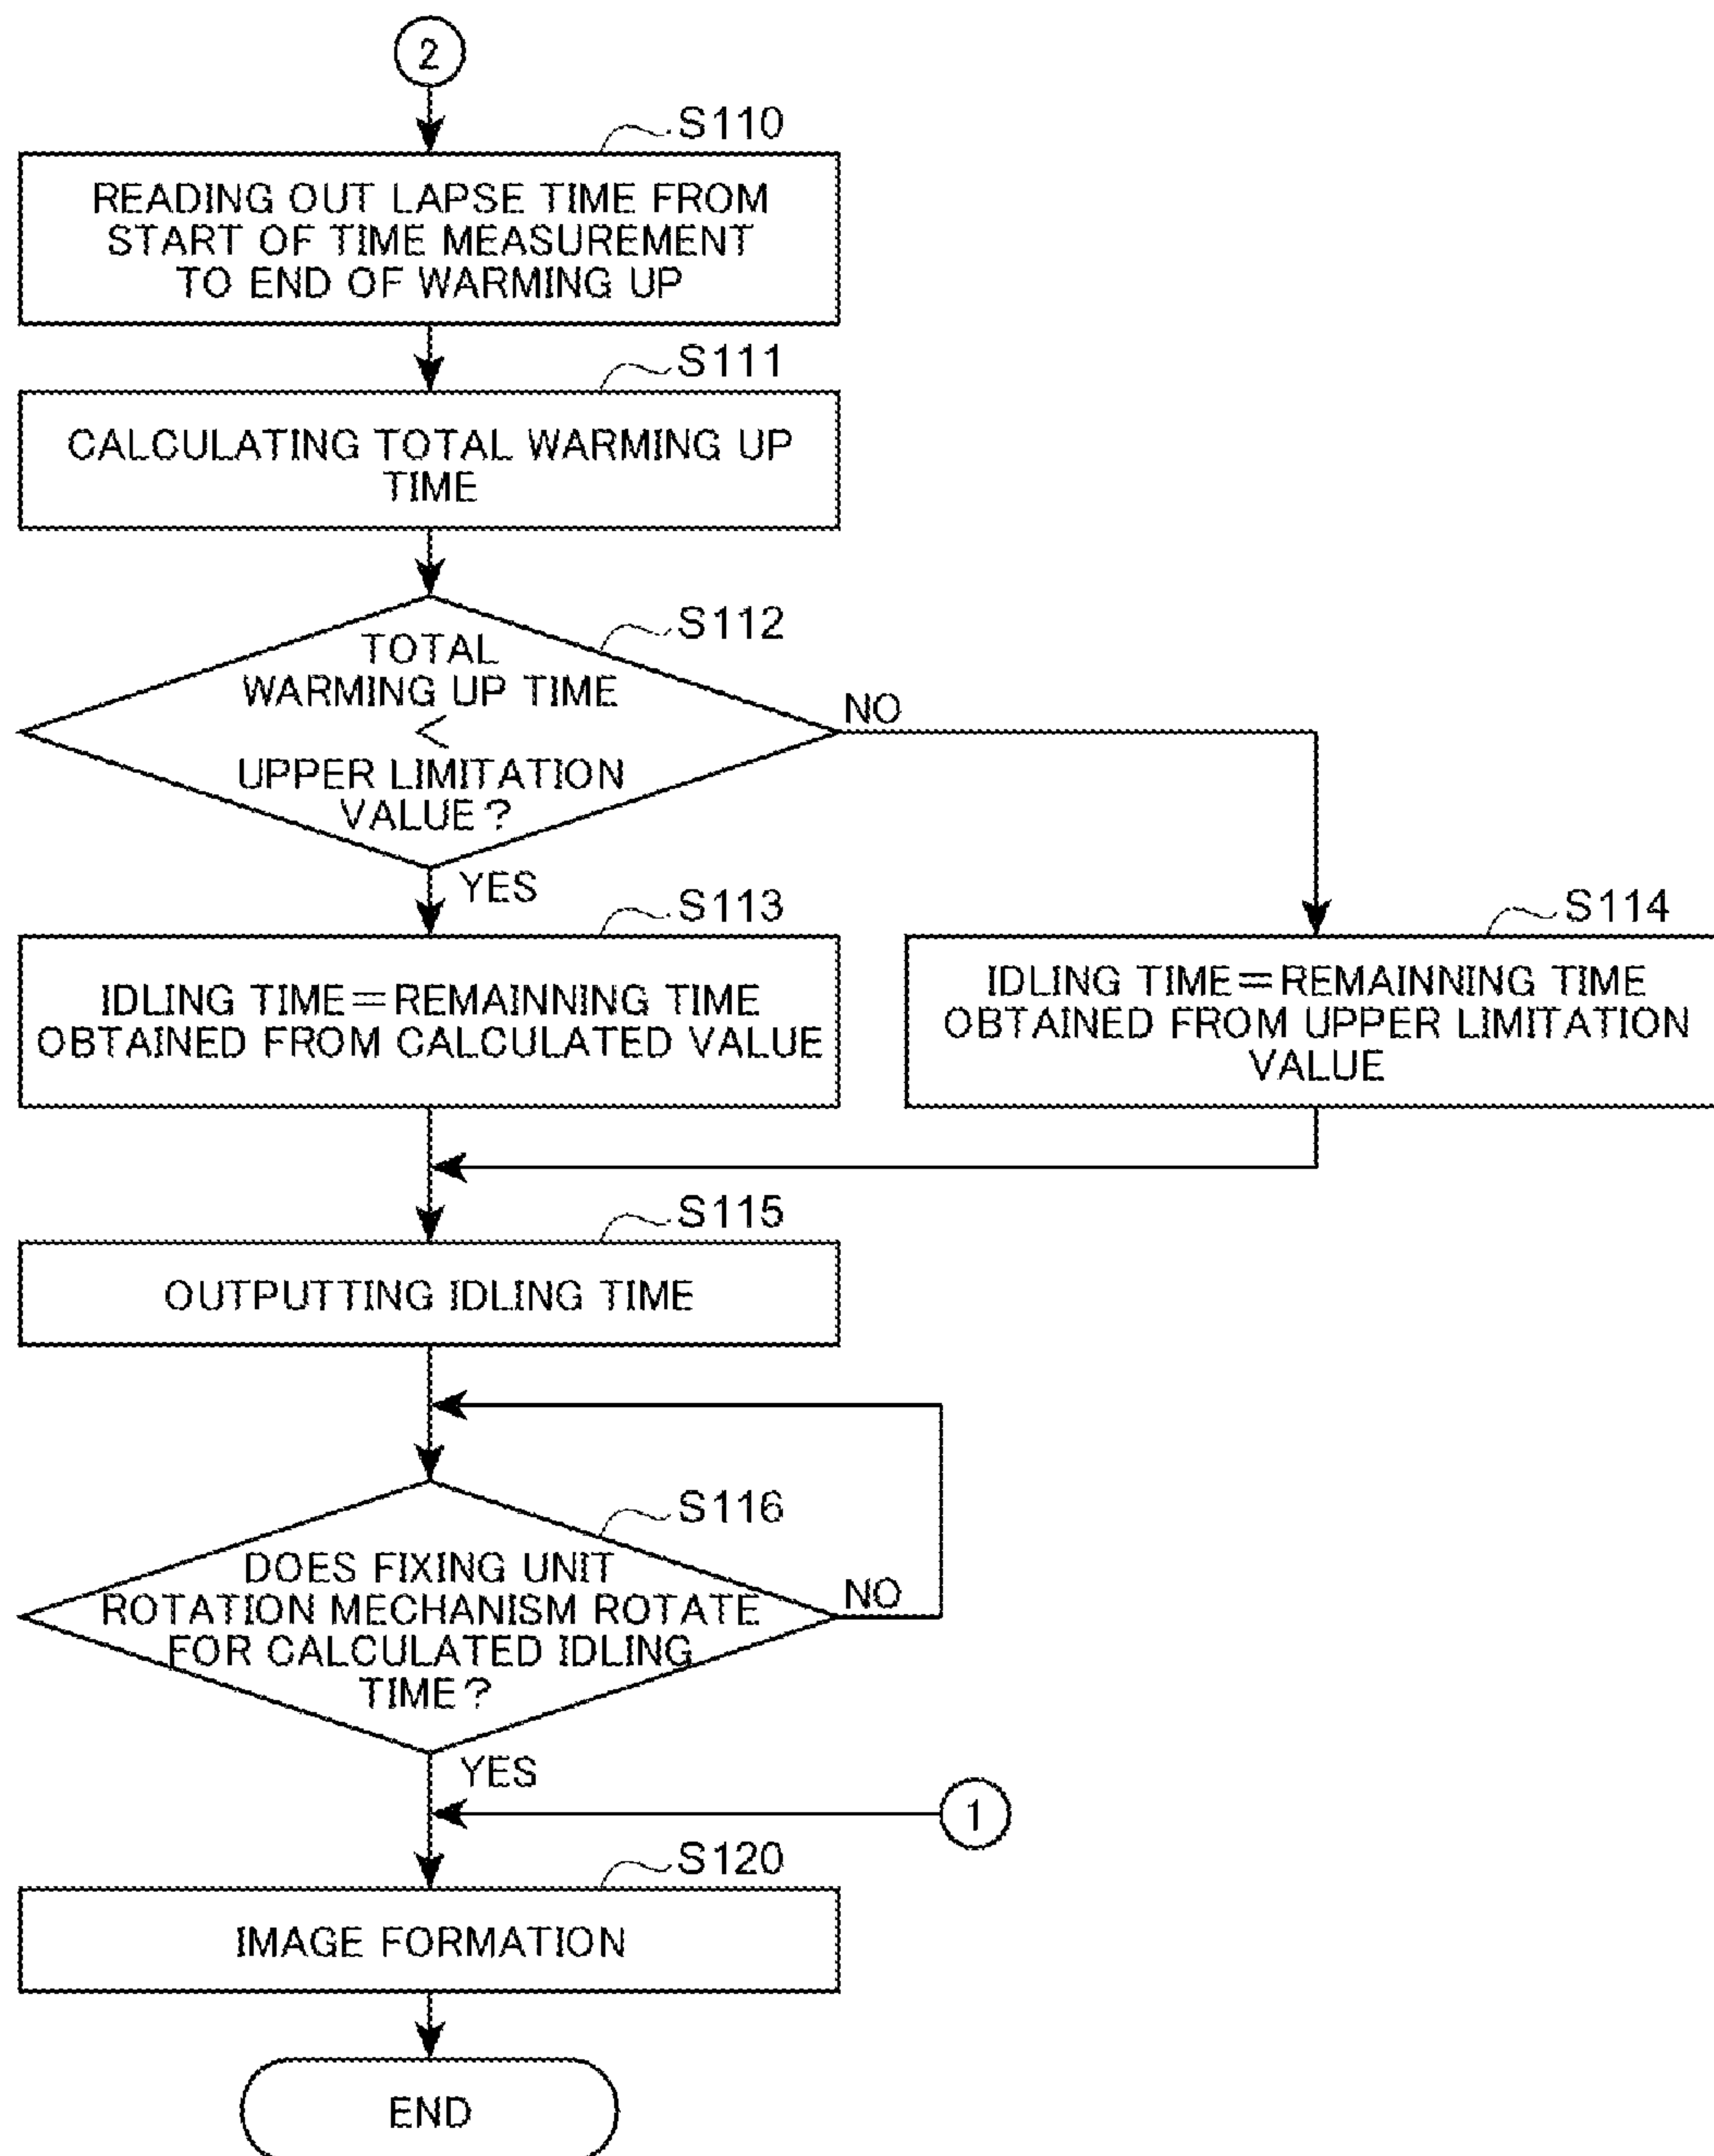 2
S110
READING OUT LAPSE TIME FROM
START OF TIME MEASUREMENT
TO END OF WARMING UP
S111
CALCULATING TOTAL WARMING UP
TIME
S112
TOTAL
WARMING UP TIME
<
UPPER LIMITATION
VALUE?
NO
YES
S113
IDLING TIME=REMAINNING TIME
OBTAINED FROM CALCULATED VALUE
S114
IDLING TIME=REMAINNING TIME
OBTAINED FROM UPPER LIMITATION
VALUE
S115
OUTPUTTING IDLING TIME
S116
DOES FIXING UNIT
ROTATION MECHANISM ROTATE
FOR CALCULATED IDLING
TIME?
NO
YES
1
S120
IMAGE FORMATION
END